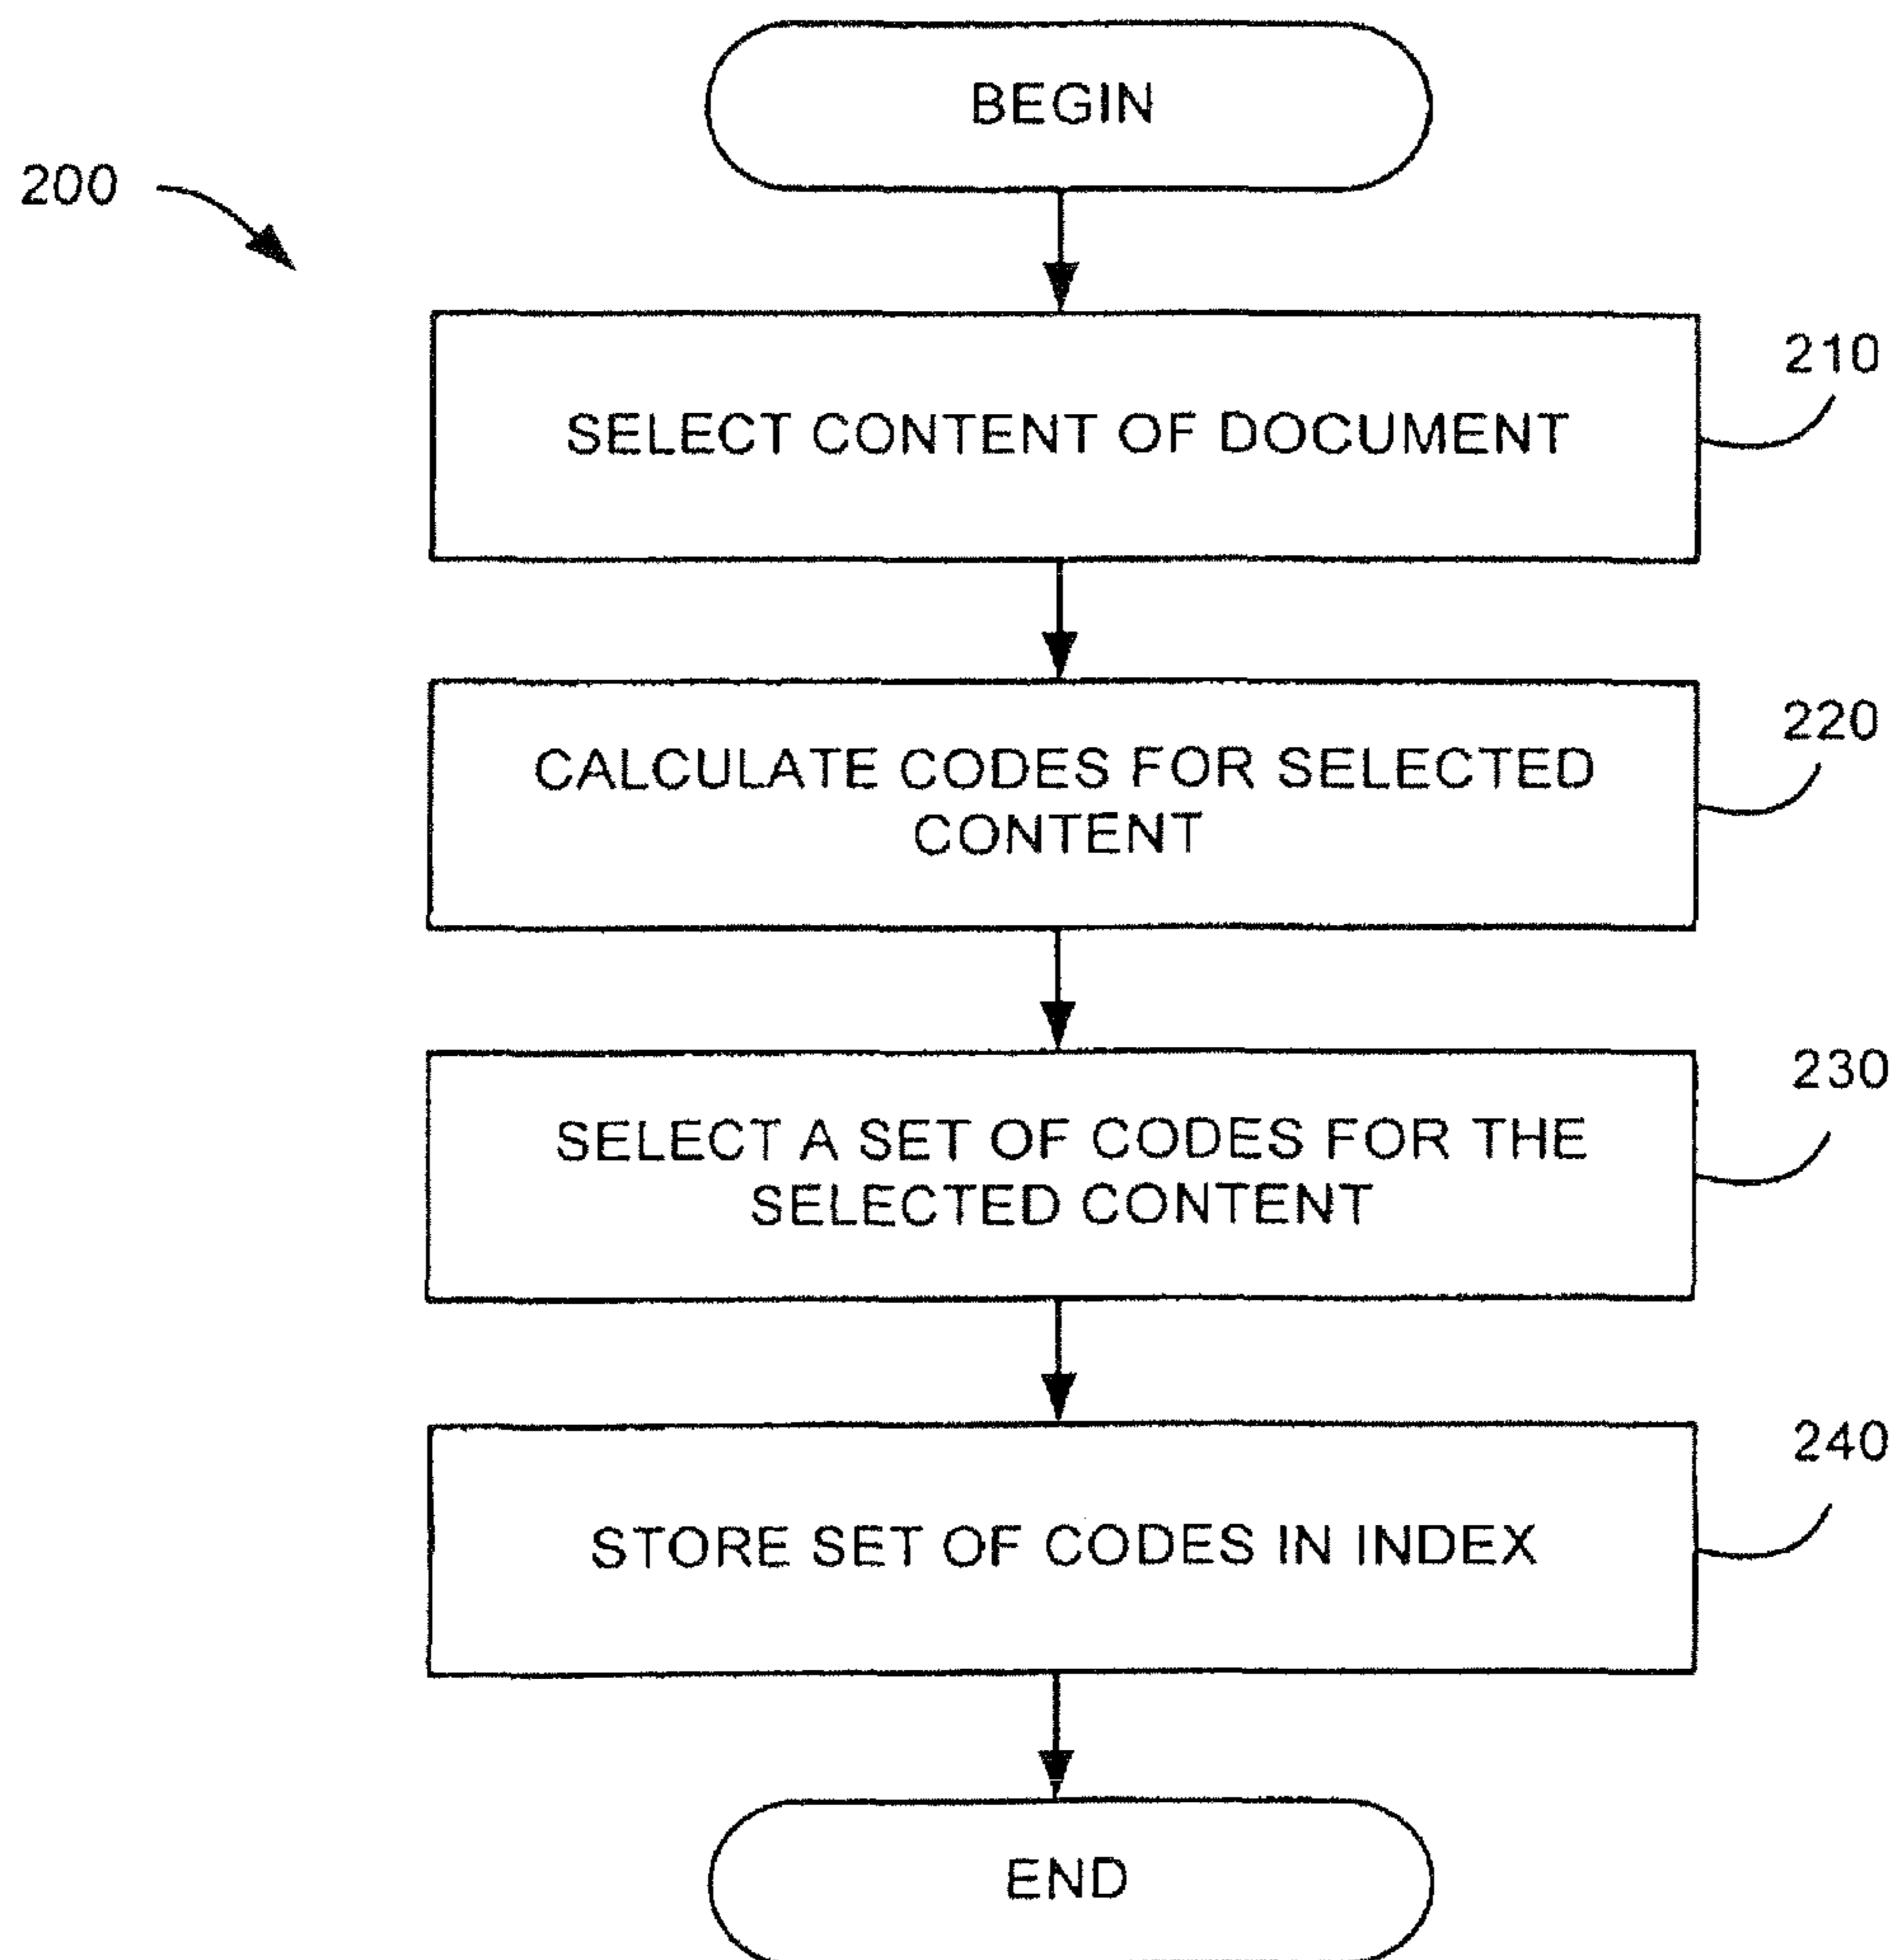 BEGIN
200
210
SELECT CONTENT OF DOCUMENT
220
CALCULATE CODES FOR SELECTED
CONTENT
230
SELECT A SET OF CODES FOR THE
SELECTED CONTENT
240
STORE SET OF CODES IN INDEX
END